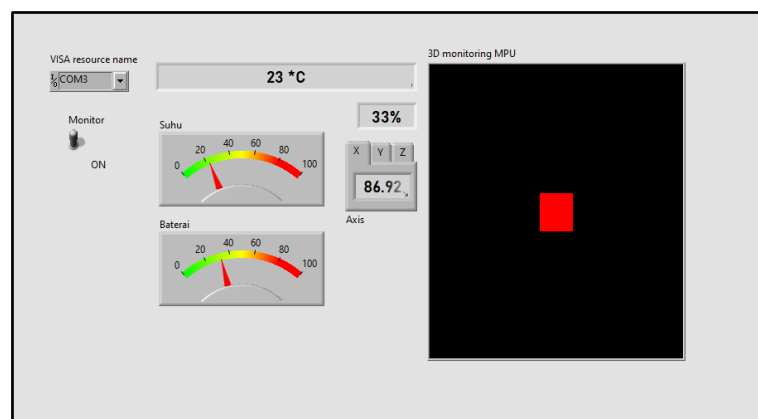 VISA resource name
COM3
23 *C
3D monitoring MPU
Monitor
ON
33%
Suhu
0 20 40 60 80 100
X Y Z
86.92
Axis
Baterai
0 20 40 60 80 100